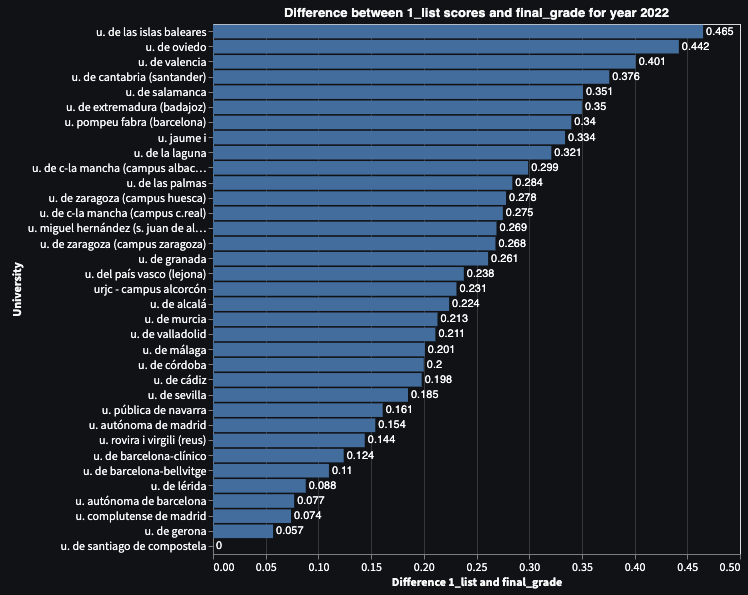 Difference between 1_list scores and final_grade for year 2022
u. de las islas baleares 0.465
u. de oviedo 0.442
u. de valencia 0.401
u. de cantabria (santander) 0.376
u. de salamanca 0.351
u. de extremadura (badajoz) 0.35
u. pompeu fabra (barcelona) 0.34
u. jaume i 0.334
u. de la laguna 0.321
u. de c-la mancha (campus albac... 0.299
u. de las palmas 0.284
u. de zaragoza (campus huesca) 0.278
u. de c-la mancha (campus c.real) 0.275
u. miguel hernández (s. juan de al... 0.269
u. de zaragoza (campus zaragoza) 0.268
u. de granada 0.261
u. del país vasco (lejona) 0.238
urjc - campus alcorcón 0.231
u. de alcalá 0.224
u. de murcia 0.213
u. de valladolid 0.211
u. de málaga 0.201
u. de córdoba 0.2
u. de cádiz 0.198
u. de sevilla 0.185
u. pública de navarra 0.161
u. autónoma de madrid 0.154
u. rovira i virgili (reus) 0.144
u. de barcelona-clínico 0.124
u. de barcelona-bellvitge 0.11
u. de lérida 0.088
u. autónoma de barcelona 0.077
u. complutense de madrid 0.074
u. de gerona 0.057
u. de santiago de compostela 0
University
0.00 0.05 0.10 0.15 0.20 0.25 0.30 0.35 0.40 0.45 0.50
Difference 1_list and final_grade